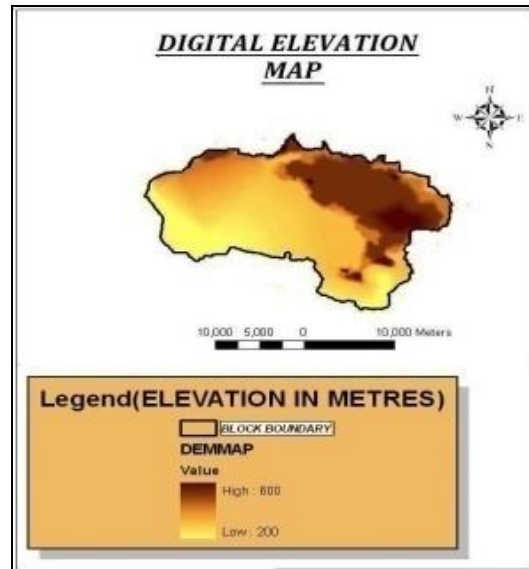 DIGITAL ELEVATION
MAP
N
W E
S
10,000 5,000 0 10,000 Meters
Legend(ELEVATION IN METRES)
BLOCK BOUNDARY
DEMMAP
Value
High : 600
Low : 200